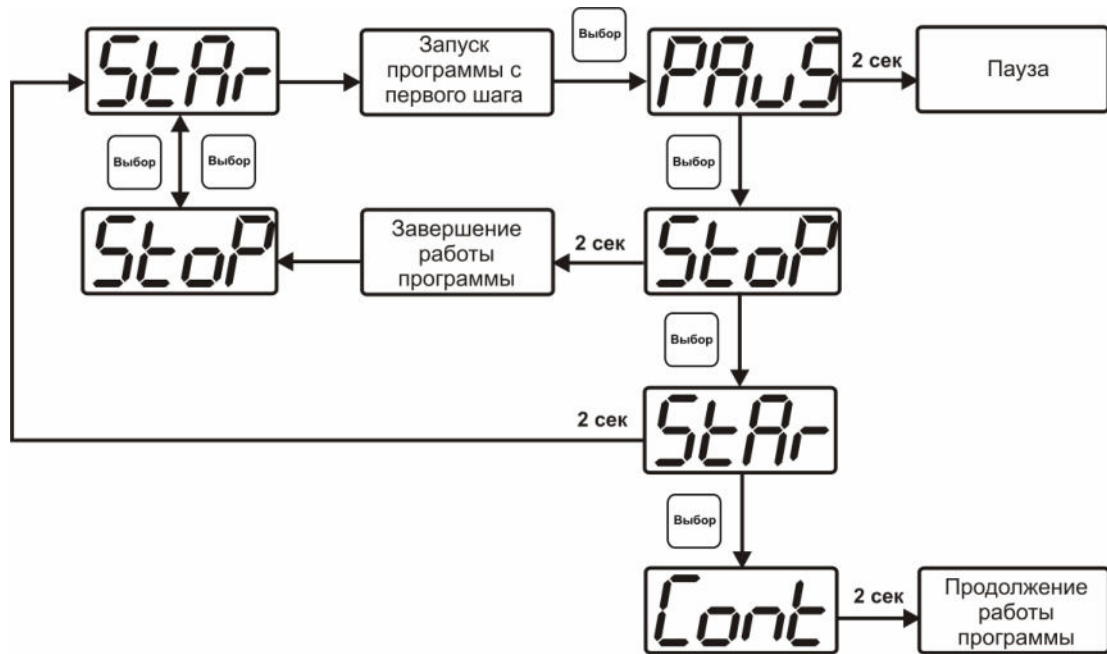 StAr
Запуск
программы с
первого шага
Выбор
PAuS
2 сек
Пауза
Выбор
Выбор
Выбор
StoP
Завершение
работы
программы
2 сек
StoP
Выбор
2 сек
StAr
Выбор
Cont
2 сек
Продолжение
работы
программы